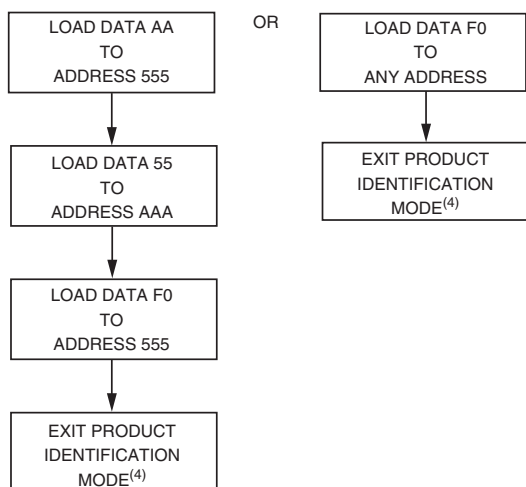 LOAD DATA AA
TO
ADDRESS 555
LOAD DATA 55
TO
ADDRESS AAA
LOAD DATA F0
TO
ADDRESS 555
EXIT PRODUCT
IDENTIFICATION
MODE(4)
OR
LOAD DATA F0
TO
ANY ADDRESS
EXIT PRODUCT
IDENTIFICATION
MODE(4)